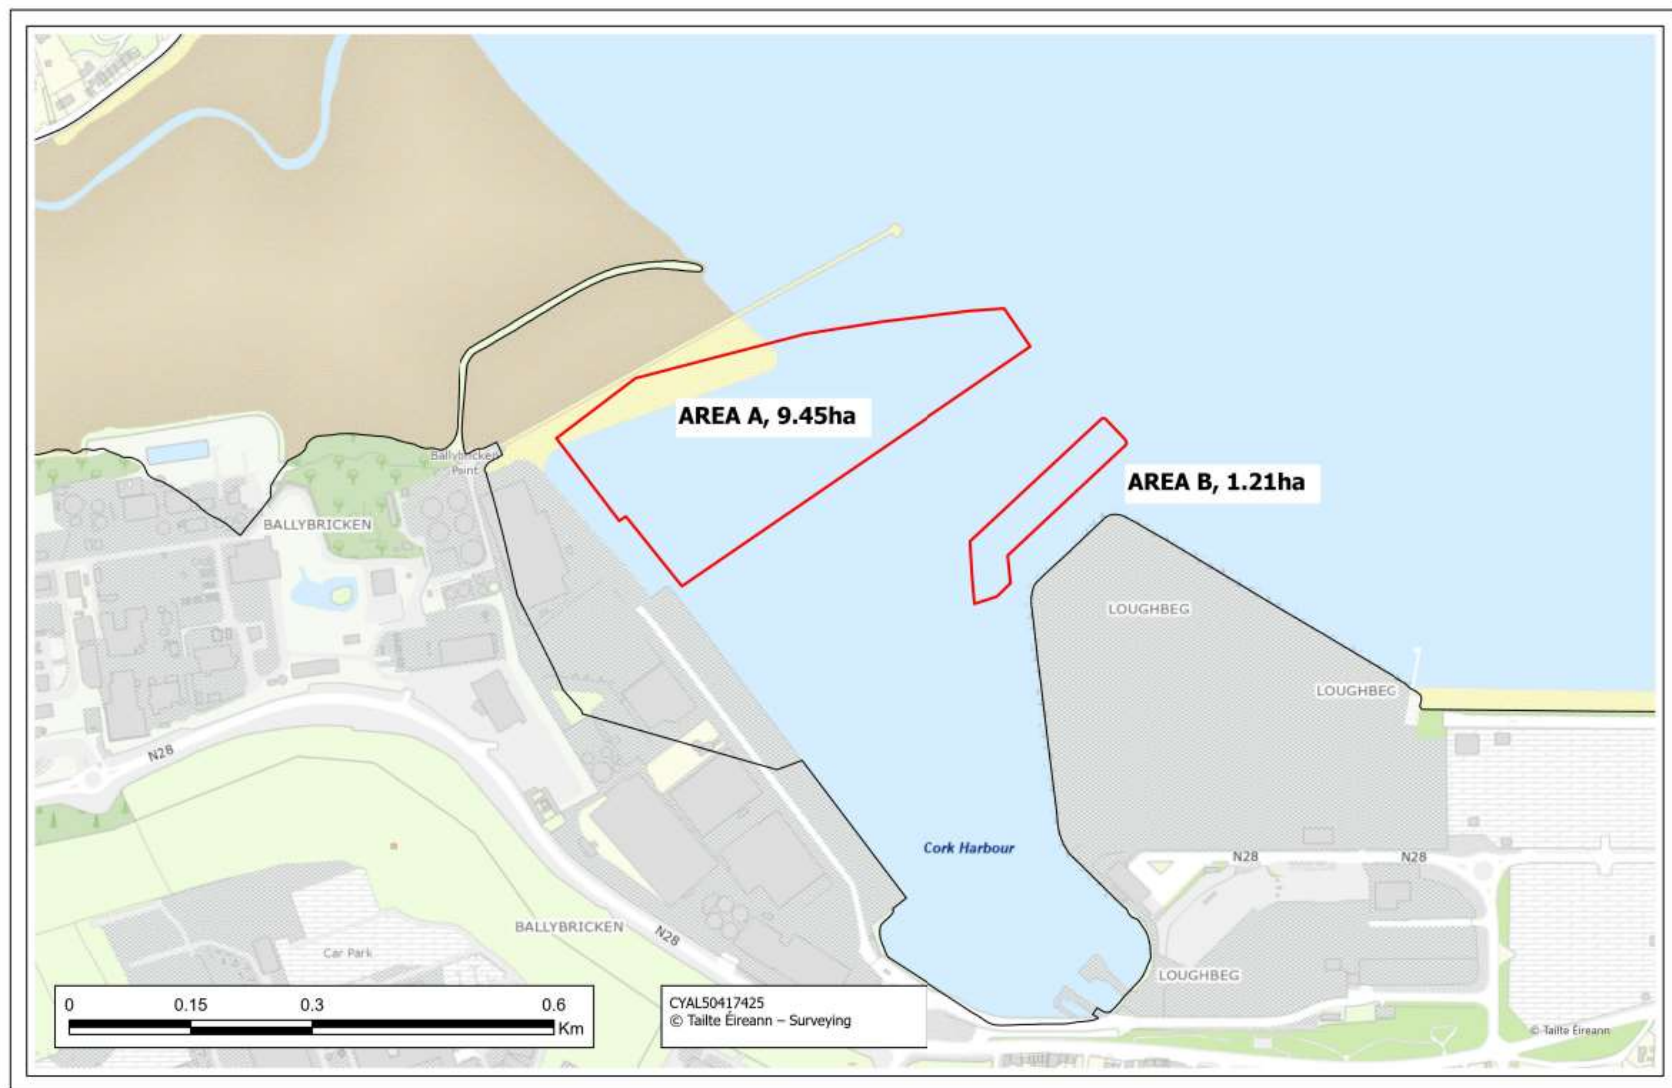 AREA A, 9.45ha
AREA B, 1.21ha
Ballybricken
Point
BALLYBRICKEN
LOUGHBEG
LOUGHBEG
N28
Cork Harbour
N28
N28
BALLYBRICKEN
N28
Car Park
LOUGHBEG
0 0.15 0.3 0.6
Km
CYAL50417425
© Tailte Éireann – Surveying
© Tailte Éireann